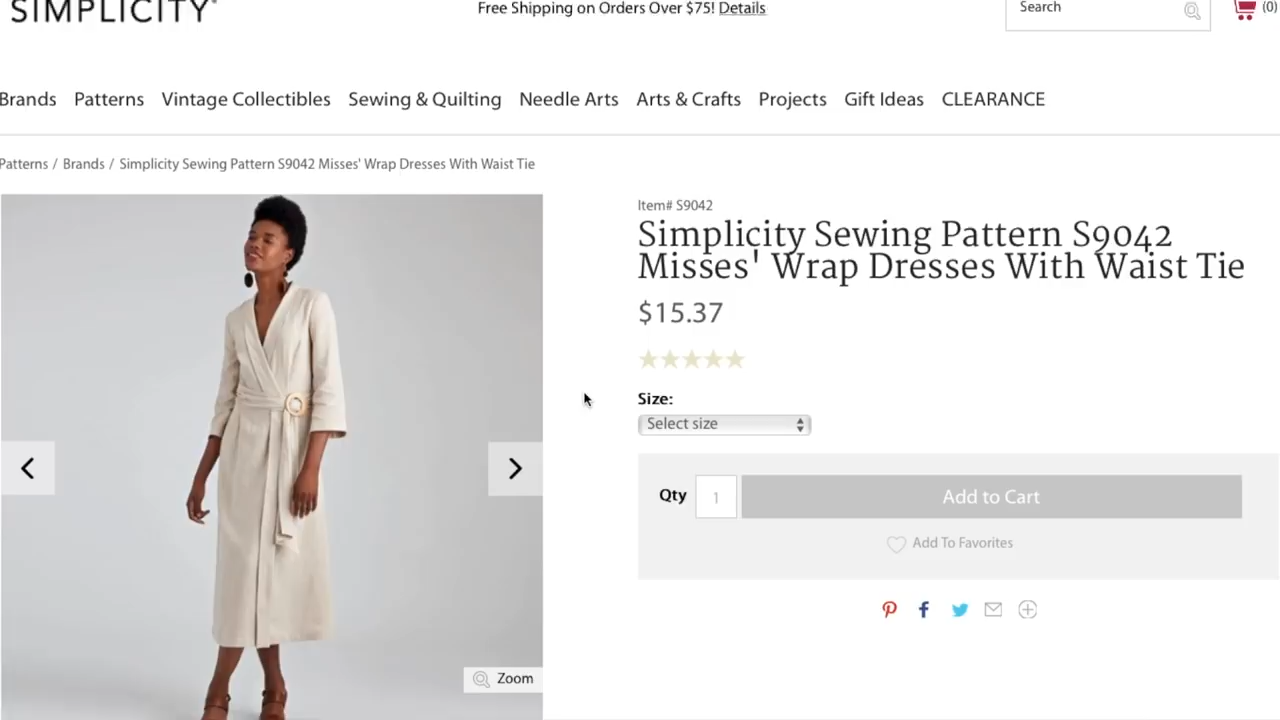 SIMPLICITY
Free Shipping on Orders Over $75! Details
Search
(0)
Brands Patterns Vintage Collectibles Sewing & Quilting Needle Arts Arts & Crafts Projects Gift Ideas CLEARANCE
Patterns / Brands / Simplicity Sewing Pattern S9042 Misses' Wrap Dresses With Waist Tie
Item# S9042
Simplicity Sewing Pattern S9042
Misses' Wrap Dresses With Waist Tie
$15.37
Size:
Select size
Qty 1 Add to Cart
Add To Favorites
Zoom